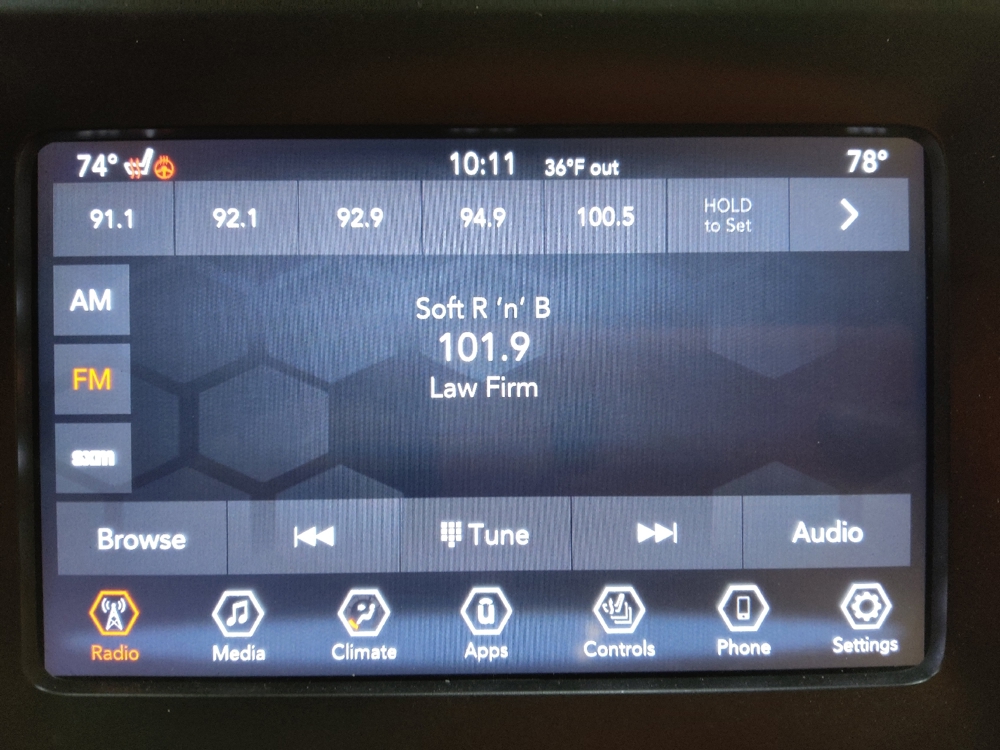 74° 10:11 36°F out 78°
91.1 92.1 92.9 94.9 100.5 HOLD to Set
AM
Soft R 'n' B
101.9
FM
Law Firm
sxm
Browse Tune Audio
Radio Media Climate Apps Controls Phone Settings